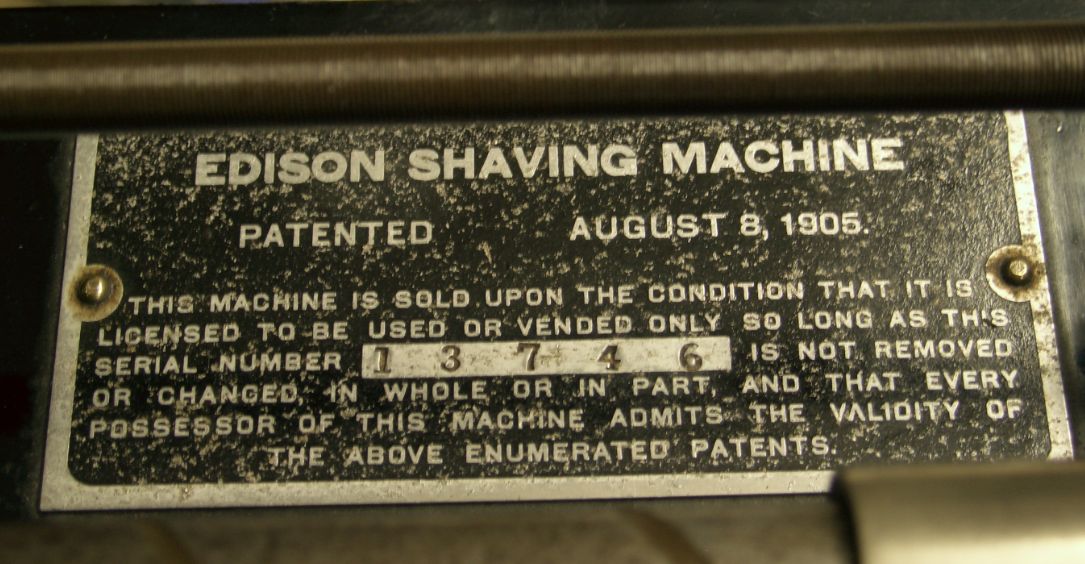 EDISON SHAVING MACHINE
PATENTED AUGUST 8, 1905.
THIS MACHINE IS SOLD UPON THE CONDITION THAT IT IS
LICENSED TO BE USED OR VENDED ONLY SO LONG AS THIS
SERIAL NUMBER 13746 IS NOT REMOVED
OR CHANGED, IN WHOLE OR IN PART, AND THAT EVERY
POSSESSOR OF THIS MACHINE ADMITS THE VALIDITY OF
THE ABOVE ENUMERATED PATENTS.